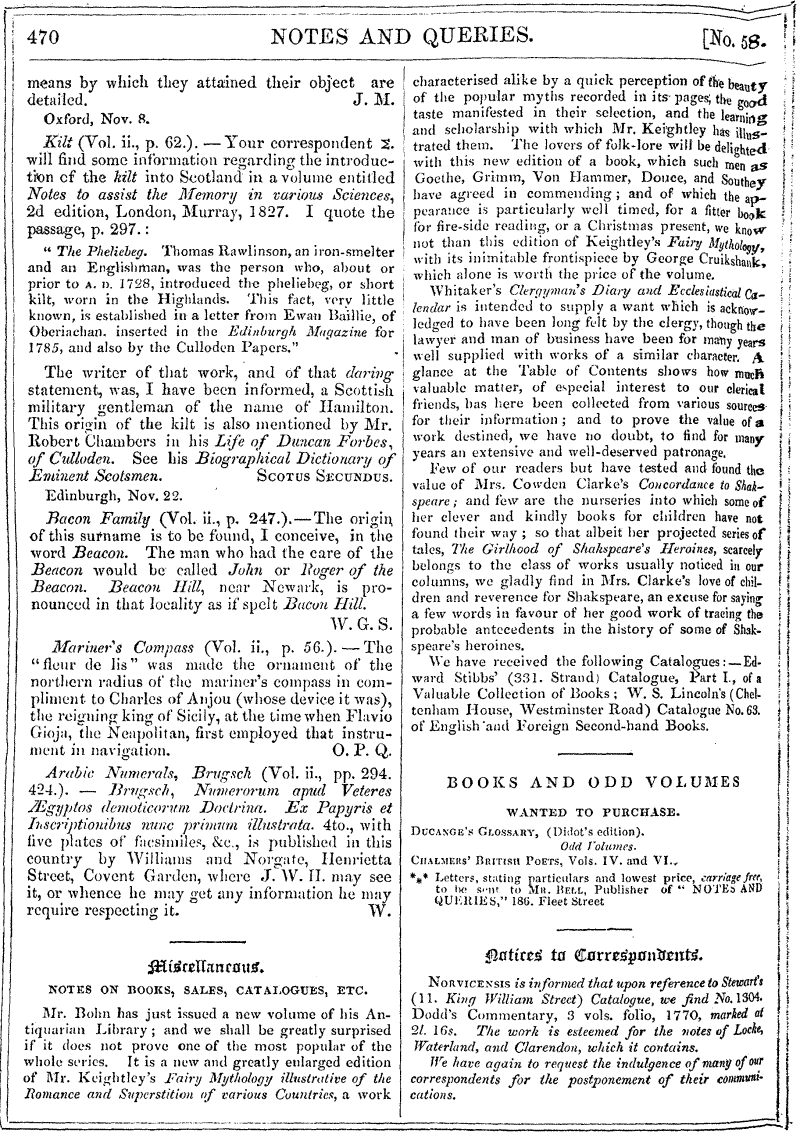 470 NOTES AND QUERIES. [No. 58.
means by which they attained their object are
detailed. J. M.
Oxford, Nov. 8.
Kilt (Vol. ii., p. 62.). — Your correspondent Σ.
will find some information regarding the introduc-
tion of the kilt into Scotland in a volume entitled
Notes to assist the Memory in various Sciences,
2d edition, London, Murray, 1827. I quote the
passage, p. 297.:
" The Pheliebeg. Thomas Rawlinson, an iron-smelter
and an Englishman, was the person who, about or
prior to A. D. 1728, introduced the pheliebeg, or short
kilt, worn in the Highlands. This fact, very little
known, is established in a letter from Ewan Baillie, of
Oberiachan. inserted in the Edinburgh Magazine for
1785, and also by the Culloden Papers."
The writer of that work, and of that daring
statement, was, I have been informed, a Scottish
military gentleman of the name of Hamilton.
This origin of the kilt is also mentioned by Mr.
Robert Chambers in his Life of Duncan Forbes,
of Culloden. See his Biographical Dictionary of
Eminent Scotsmen. SCOTUS SECUNDUS.
Edinburgh, Nov. 22.
Bacon Family (Vol. ii., p. 247.).—The origin
of this surname is to be found, I conceive, in the
word Beacon. The man who had the care of the
Beacon would be called John or Roger of the
Beacon. Beacon Hill, near Newark, is pro-
nounced in that locality as if spelt Bacon Hill.
W. G. S.
Mariner's Compass (Vol. ii., p. 56.). — The
"fleur de lis" was made the ornament of the
northern radius of the mariner's compass in com-
pliment to Charles of Anjou (whose device it was),
the reigning king of Sicily, at the time when Flavio
Gioja, the Neapolitan, first employed that instru-
ment in navigation. O. P. Q.
Arabic Numerals, Brugsch (Vol. ii., pp. 294.
424.). — Brugsch, Numerorum apud Veteres
Ægyptos demoticorum Doctrina. Ex Papyris et
Inscriptionibus nunc primum illustrata. 4to., with
five plates of facsimiles, &c., is published in this
country by Williams and Norgate, Henrietta
Street, Covent Garden, where J. W. H. may see
it, or whence he may get any information he may
require respecting it. W.
Miscellaneous.
NOTES ON BOOKS, SALES, CATALOGUES, ETC.
Mr. Bohn has just issued a new volume of his An-
tiquarian Library; and we shall be greatly surprised
if it does not prove one of the most popular of the
whole series. It is a new and greatly enlarged edition
of Mr. Keightley's Fairy Mythology illustrative of the
Romance and Superstition of various Countries, a work
characterised alike by a quick perception of the beauty
of the popular myths recorded in its pages, the good
taste manifested in their selection, and the learning
and scholarship with which Mr. Keightley has illus-
trated them. The lovers of folk-lore will be delighted
with this new edition of a book, which such men as
Goethe, Grimm, Von Hammer, Douce, and Southey
have agreed in commending; and of which the ap-
pearance is particularly well timed, for a fitter book
for fire-side reading, or a Christmas present, we know
not than this edition of Keightley's Fairy Mythology,
with its inimitable frontispiece by George Cruikshank,
which alone is worth the price of the volume.
Whitaker's Clergyman's Diary and Ecclesiastical Ca-
lendar is intended to supply a want which is acknow-
ledged to have been long felt by the clergy, though the
lawyer and man of business have been for many years
well supplied with works of a similar character. A
glance at the Table of Contents shows how much
valuable matter, of especial interest to our clerical
friends, has here been collected from various sources
for their information; and to prove the value of a
work destined, we have no doubt, to find for many
years an extensive and well-deserved patronage.
Few of our readers but have tested and found the
value of Mrs. Cowden Clarke's Concordance to Shak-
speare; and few are the nurseries into which some of
her clever and kindly books for children have not
found their way; so that albeit her projected series of
tales, The Girlhood of Shakspeare's Heroines, scarcely
belongs to the class of works usually noticed in our
columns, we gladly find in Mrs. Clarke's love of chil-
dren and reverence for Shakspeare, an excuse for saying
a few words in favour of her good work of tracing the
probable antecedents in the history of some of Shak-
speare's heroines.
We have received the following Catalogues:—Ed-
ward Stibbs' (331. Strand) Catalogue, Part I., of a
Valuable Collection of Books; W. S. Lincoln's (Chel-
tenham House, Westminster Road) Catalogue No. 63.
of English and Foreign Second-hand Books.
BOOKS AND ODD VOLUMES
WANTED TO PURCHASE.
DUCANGE'S GLOSSARY, (Didot's edition).
Odd Volumes.
CHALMERS' BRITISH POETS, Vols. IV. and VI.
*** Letters, stating particulars and lowest price, carriage free,
to be sent to MR. BELL, Publisher of " NOTES AND
QUERIES," 186. Fleet Street
Notices to Correspondents.
NORVICENSIS is informed that upon reference to Stewart's
(11. King William Street) Catalogue, we find No. 1304.
Dodd's Commentary, 3 vols. folio, 1770, marked at
2l. 16s. The work is esteemed for the notes of Locke,
Waterland, and Clarendon, which it contains.
We have again to request the indulgence of many of our
correspondents for the postponement of their communi-
cations.